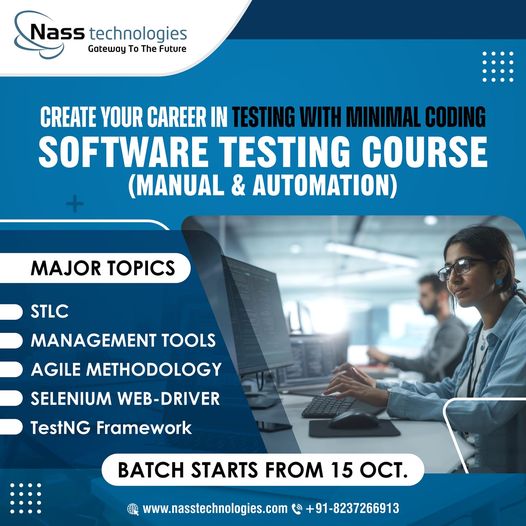 Nass technologies
Gateway To The Future
CREATE YOUR CAREER IN TESTING WITH MINIMAL CODING
SOFTWARE TESTING COURSE
(MANUAL & AUTOMATION)
MAJOR TOPICS
STLC
MANAGEMENT TOOLS
AGILE METHODOLOGY
SELENIUM WEB-DRIVER
TestNG Framework
BATCH STARTS FROM 15 OCT.
www.nasstechnologies.com +91-8237266913